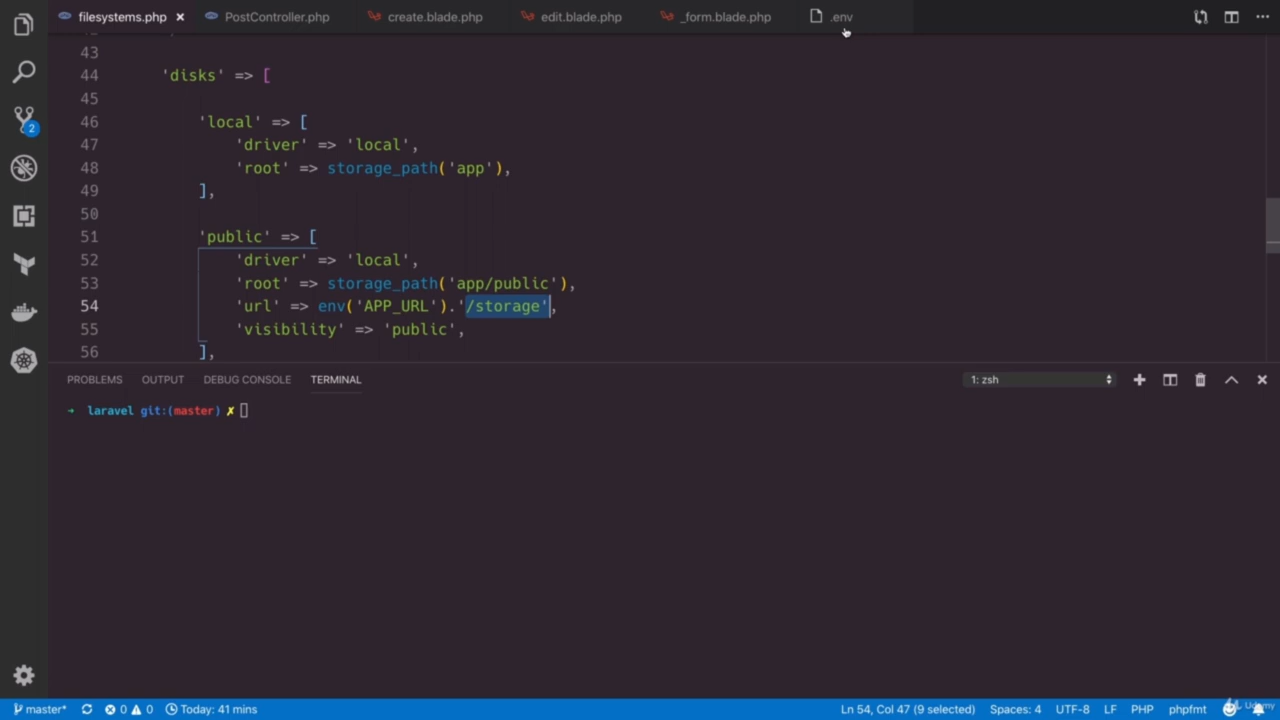 filesystems.php × PostController.php create.blade.php edit.blade.php _form.blade.php .env
43
44 'disks' => [
45
46 'local' => [
47 'driver' => 'local',
48 'root' => storage_path('app'),
49 ],
50
51 'public' => [
52 'driver' => 'local',
53 'root' => storage_path('app/public'),
54 'url' => env('APP_URL').'/storage',
55 'visibility' => 'public',
56 ],
2
PROBLEMS OUTPUT DEBUG CONSOLE TERMINAL 1: zsh
→ laravel git:(master) ✗
master* 0 0 Today: 41 mins Ln 54, Col 47 (9 selected) Spaces: 4 UTF-8 LF PHP phpfmt
Udemy